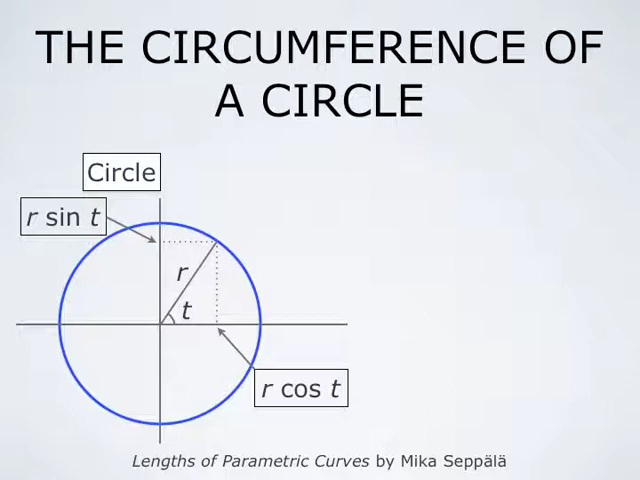 THE CIRCUMFERENCE OF
A CIRCLE
Circle
r sin t
r
t
r cos t
Lengths of Parametric Curves by Mika Seppälä